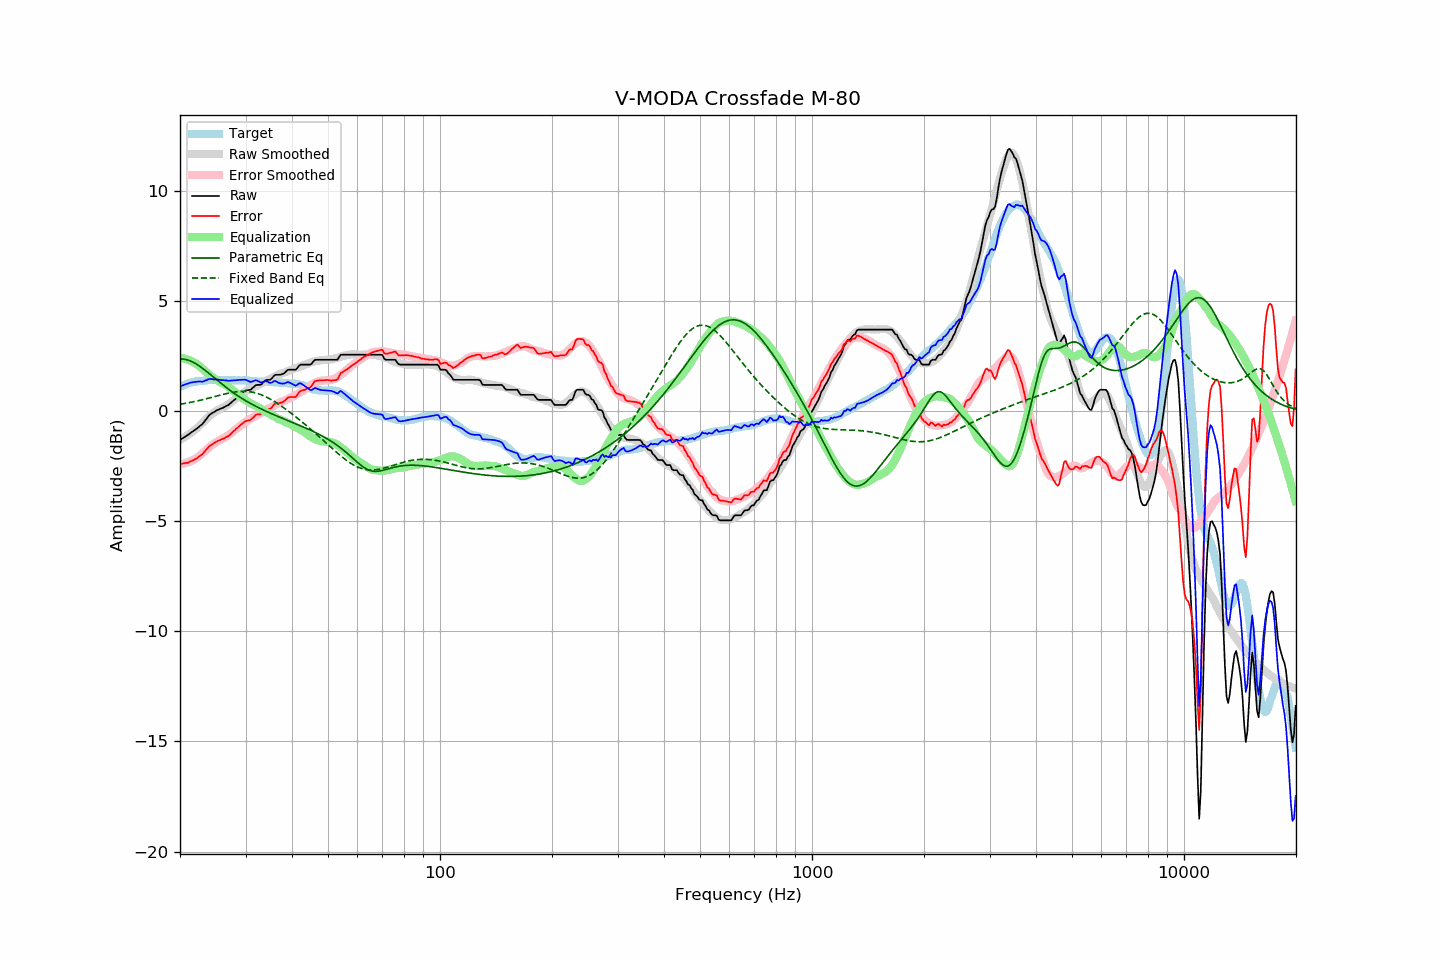 V-MODA Crossfade M-80
Target
Raw Smoothed
Error Smoothed
Raw
Error
Equalization
Parametric Eq
Fixed Band Eq
Equalized
Amplitude (dBr)
10
5
0
−5
−10
−15
−20
100
1000
10000
Frequency (Hz)